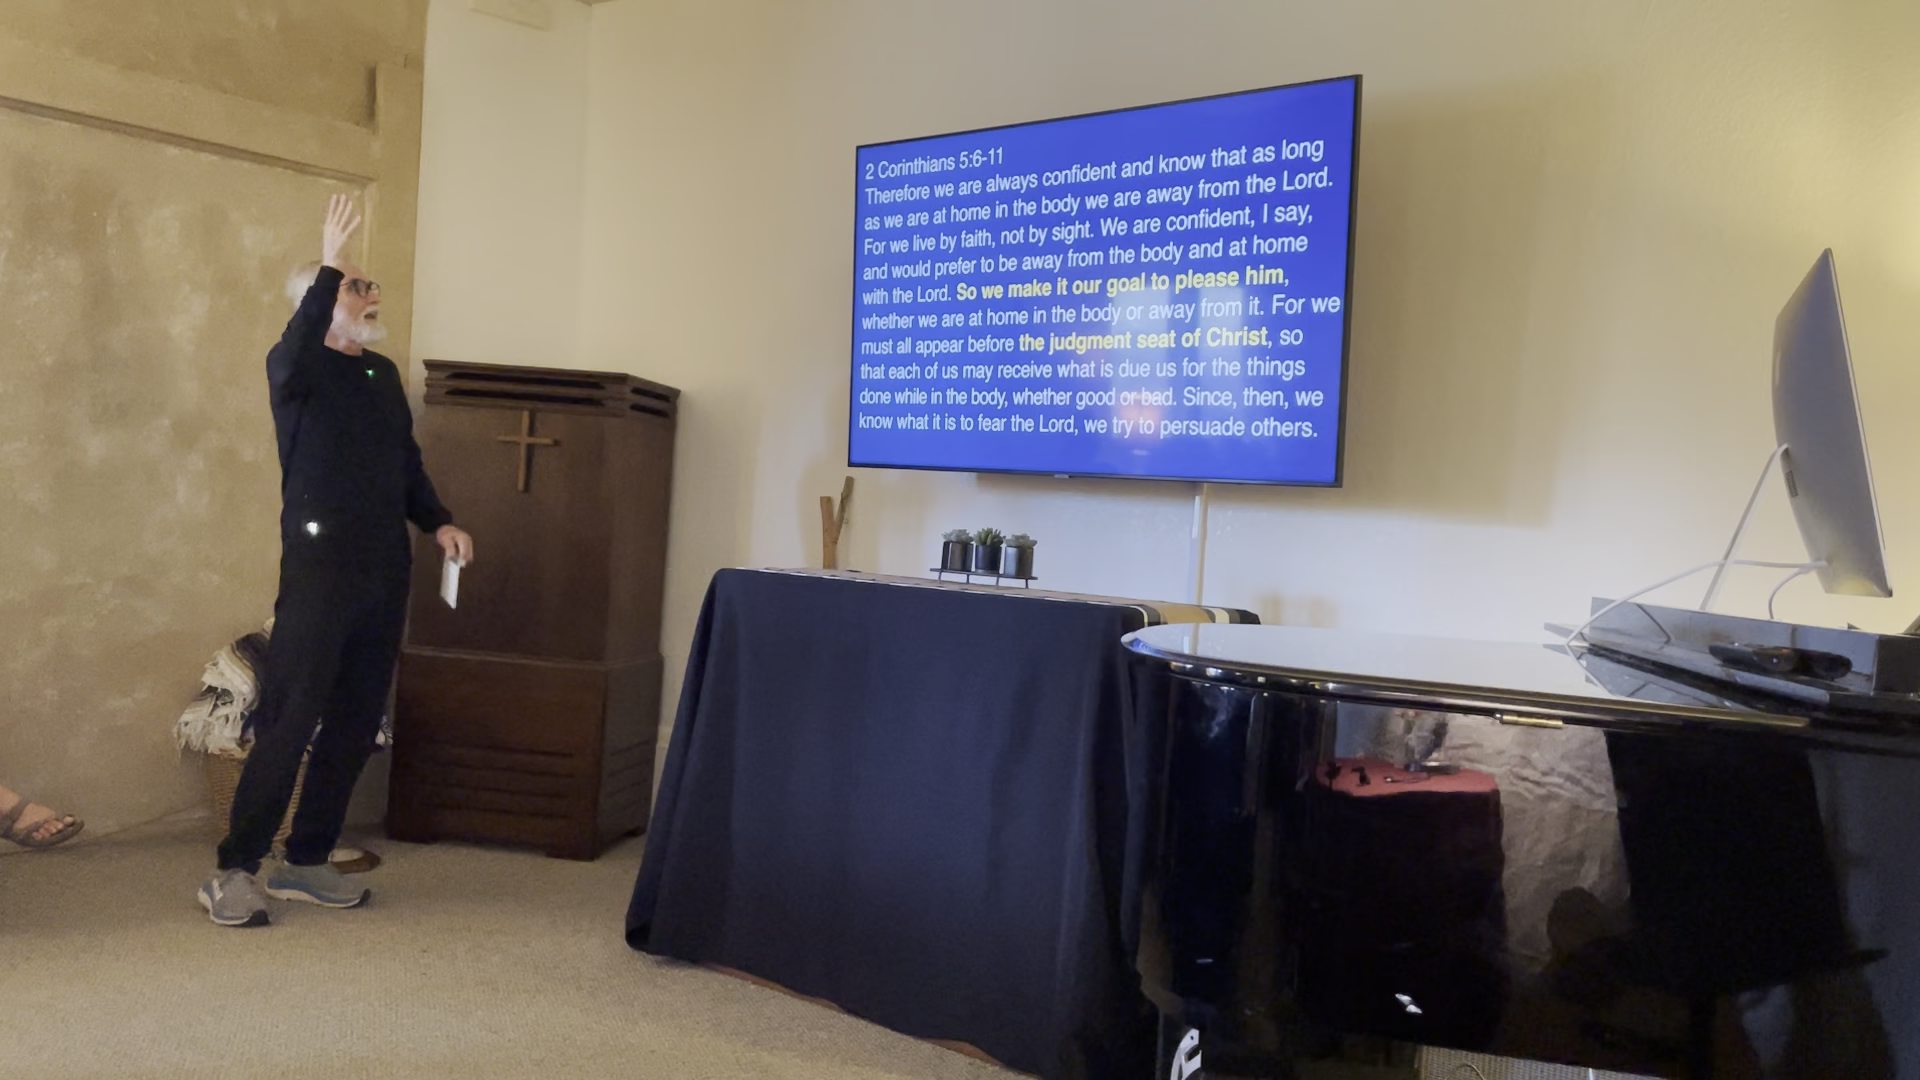 2 Corinthians 5:6-11
Therefore we are always confident and know that as long
as we are at home in the body we are away from the Lord.
For we live by faith, not by sight. We are confident, I say,
and would prefer to be away from the body and at home
with the Lord. So we make it our goal to please him,
whether we are at home in the body or away from it. For we
must all appear before the judgment seat of Christ, so
that each of us may receive what is due us for the things
done while in the body, whether good or bad. Since, then, we
know what it is to fear the Lord, we try to persuade others.